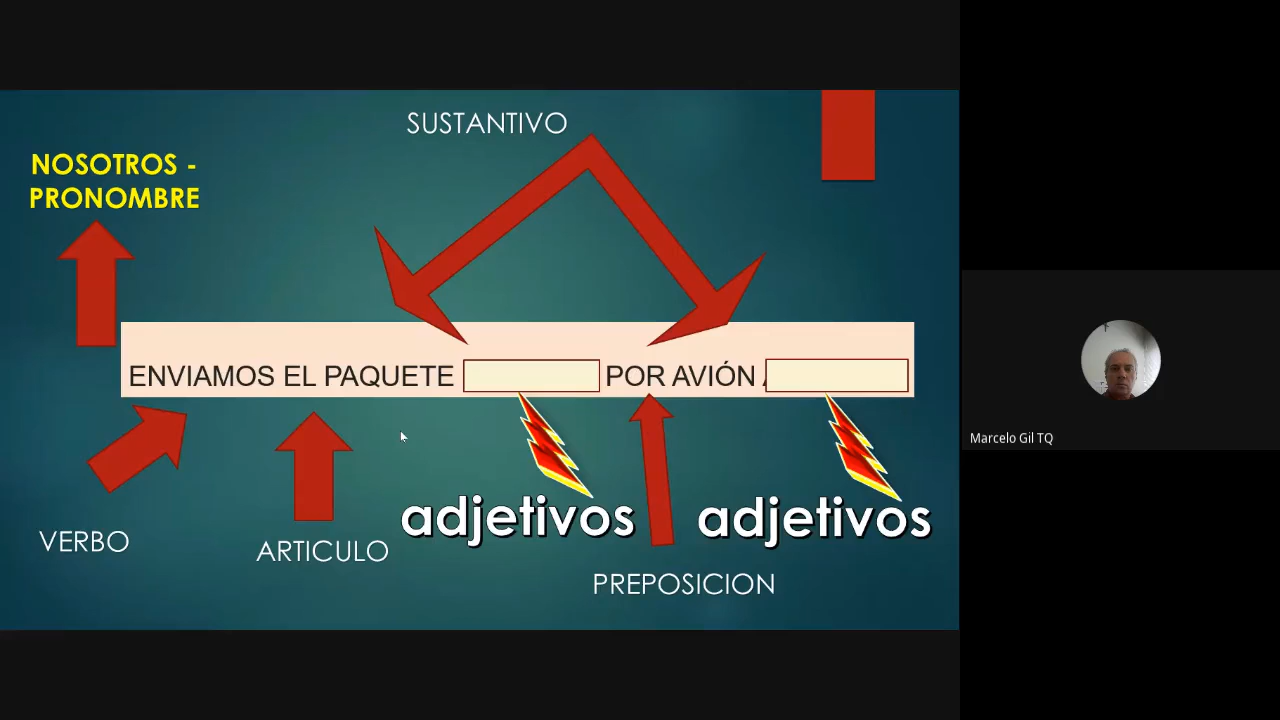 SUSTANTIVO
NOSOTROS -
PRONOMBRE
ENVIAMOS EL PAQUETE POR AVIÓN
adjetivos adjetivos
VERBO
ARTICULO
PREPOSICION
Marcelo Gil TQ